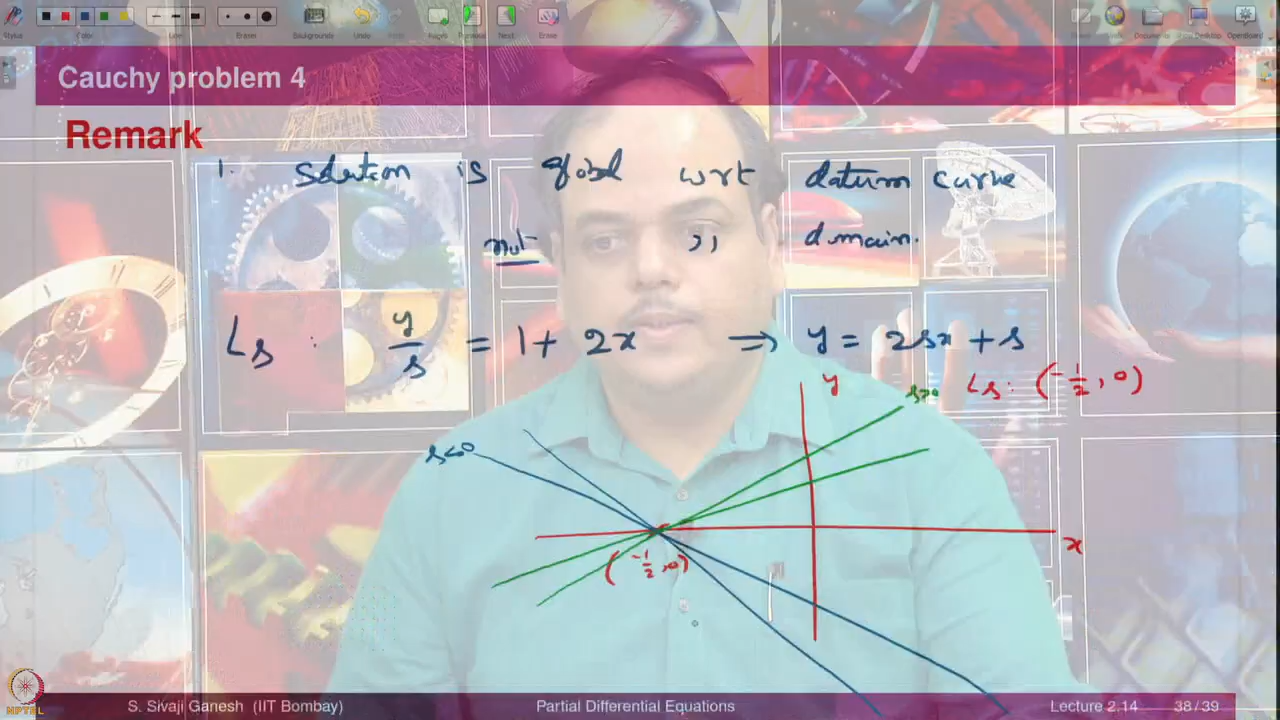 Cauchy problem 4
Remark
1. Solution is global wrt datum curve
not ,, domain.
Ls : y/s = 1 + 2x ⇒ y = 2sx + s
y
s>0
Ls : (-1/2, 0)
s<0
x
(-1/2, 0)
NPTEL
S. Sivaji Ganesh (IIT Bombay) Partial Differential Equations Lecture 2.14 38 / 39